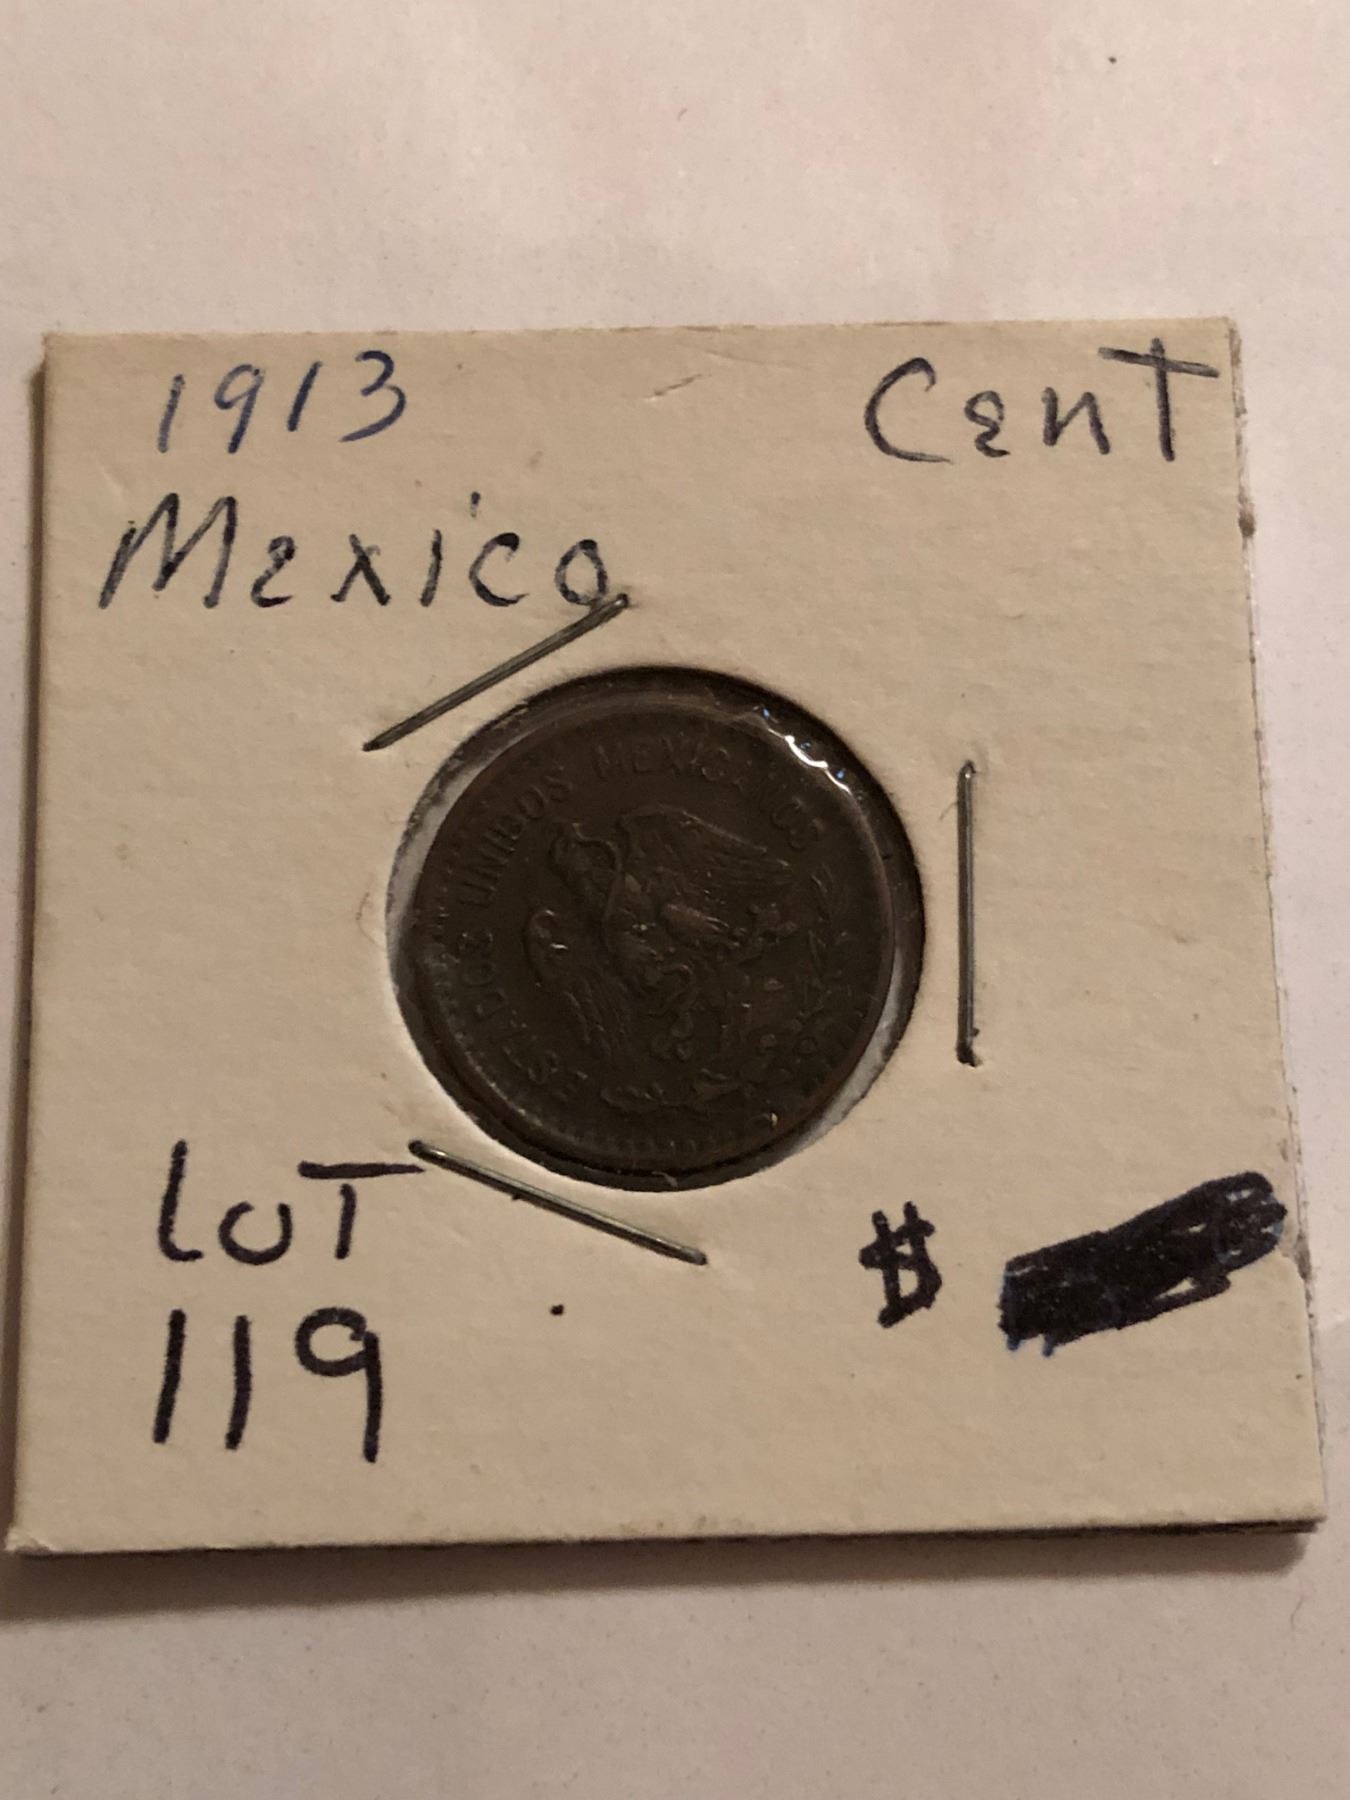 1913 Cent
Mexico
ESTADOS UNIDOS MEXICANOS
LOT $
119